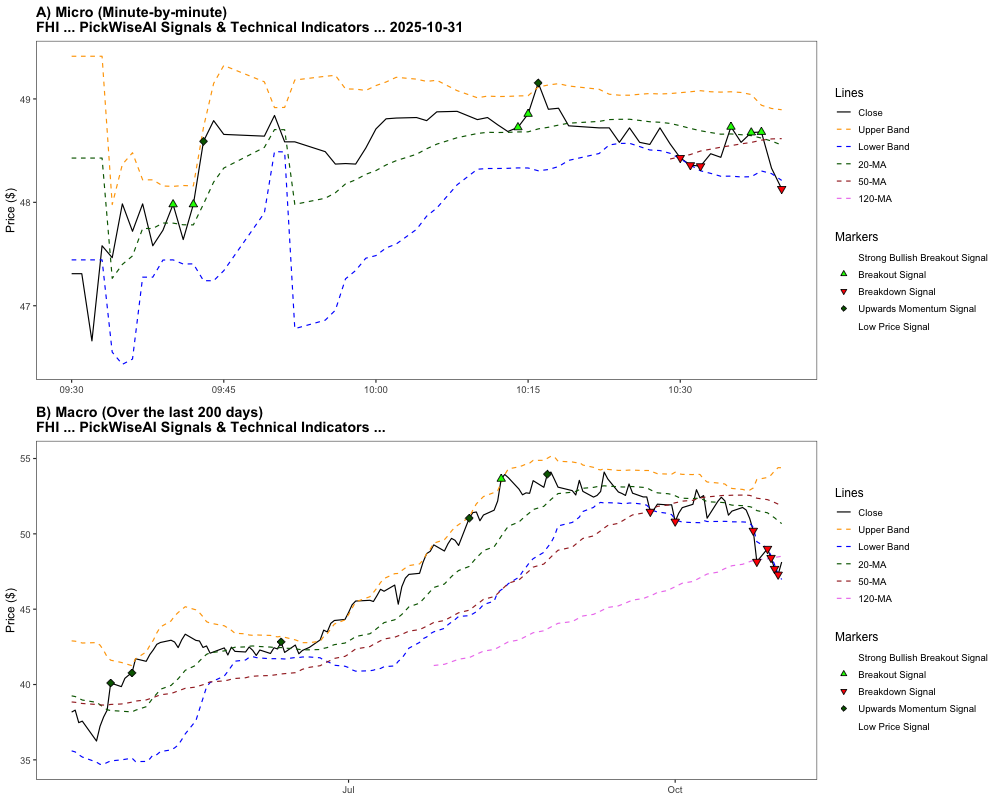 A) Micro (Minute-by-minute)
FHI ... PickWiseAI Signals & Technical Indicators ... 2025-10-31
Price ($)
49
48
47
09:30
09:45
10:00
10:15
10:30
Lines
Close
Upper Band
Lower Band
20-MA
50-MA
120-MA
Markers
Strong Bullish Breakout Signal
Breakout Signal
Breakdown Signal
Upwards Momentum Signal
Low Price Signal
B) Macro (Over the last 200 days)
FHI ... PickWiseAI Signals & Technical Indicators ...
Price ($)
55
50
45
40
35
Jul
Oct
Lines
Close
Upper Band
Lower Band
20-MA
50-MA
120-MA
Markers
Strong Bullish Breakout Signal
Breakout Signal
Breakdown Signal
Upwards Momentum Signal
Low Price Signal